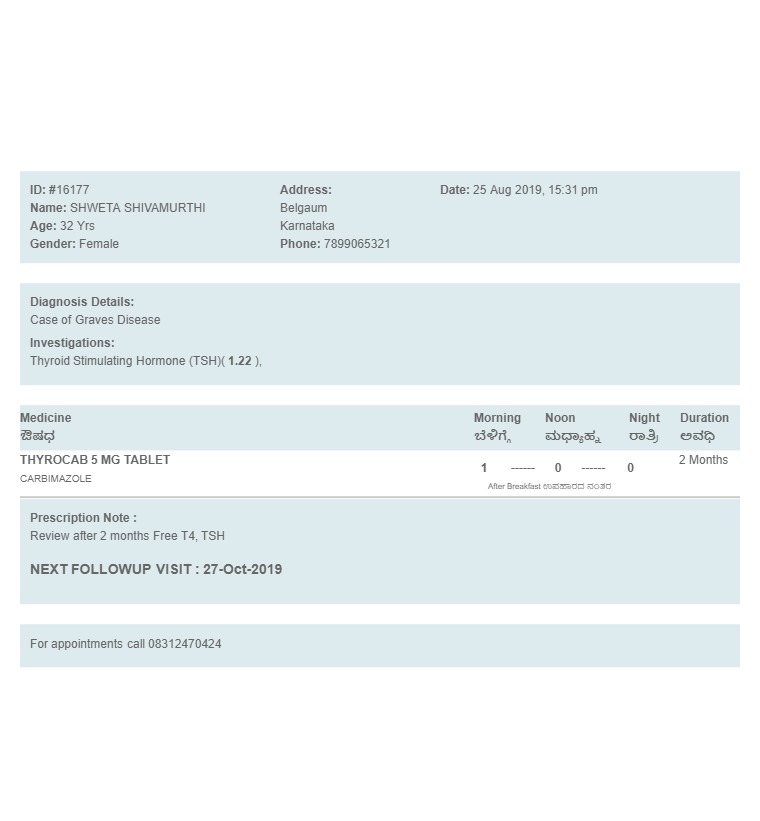 ID: #16177
Name: SHWETA SHIVAMURTHI
Age: 32 Yrs
Gender: Female
Address:
Belgaum
Karnataka
Phone: 7899065321
Date: 25 Aug 2019, 15:31 pm
Diagnosis Details:
Case of Graves Disease
Investigations:
Thyroid Stimulating Hormone (TSH)( 1.22 ),
Medicine Morning Noon Night Duration
ಔಷಧ ಬೆಳಿಗ್ಗೆ ಮಧ್ಯಾಹ್ನ ರಾತ್ರಿ ಅವಧಿ
THYROCAB 5 MG TABLET 1 ------ 0 ------ 0 2 Months
CARBIMAZOLE
After Breakfast ಉಪಹಾರದ ನಂತರ
Prescription Note :
Review after 2 months Free T4, TSH
NEXT FOLLOWUP VISIT : 27-Oct-2019
For appointments call 08312470424